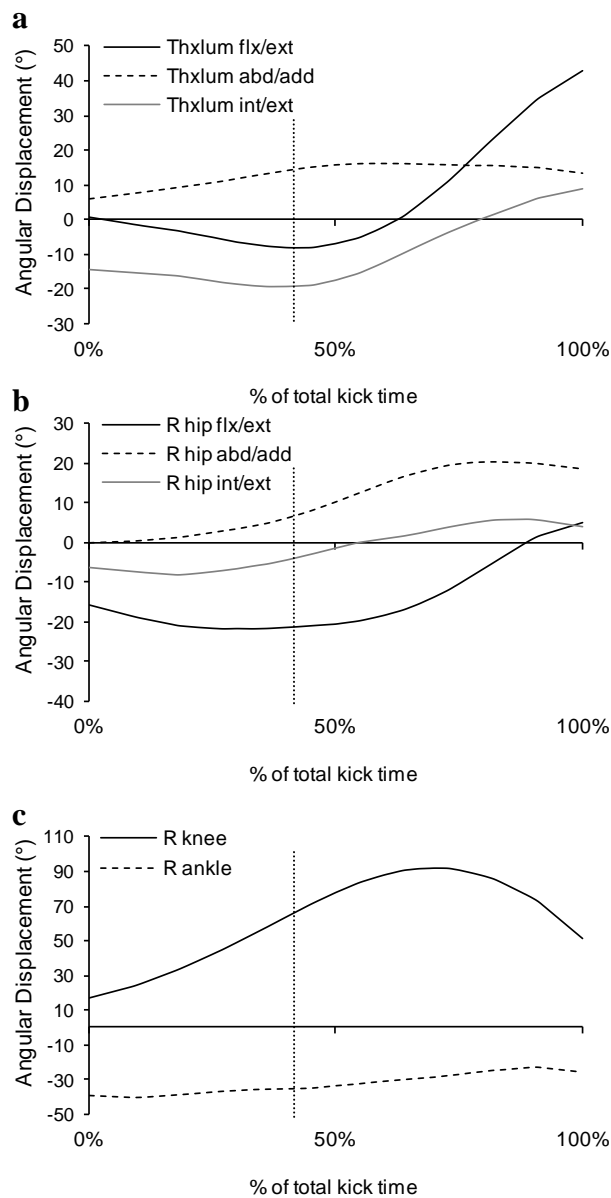 a
50
Thxlum flx/ext
40
Thxlum abd/add
30
Thxlum int/ext
20
10
0
-10
-20
-30
Angular Displacement (°)
0% 50% 100%
% of total kick time
b
30
R hip flx/ext
20
R hip abd/add
10
R hip int/ext
0
-10
-20
-30
-40
Angular Displacement (°)
0% 50% 100%
% of total kick time
c
110
R knee
90
R ankle
70
50
30
10
-10
-30
-50
Angular Displacement (°)
0% 50% 100%
% of total kick time